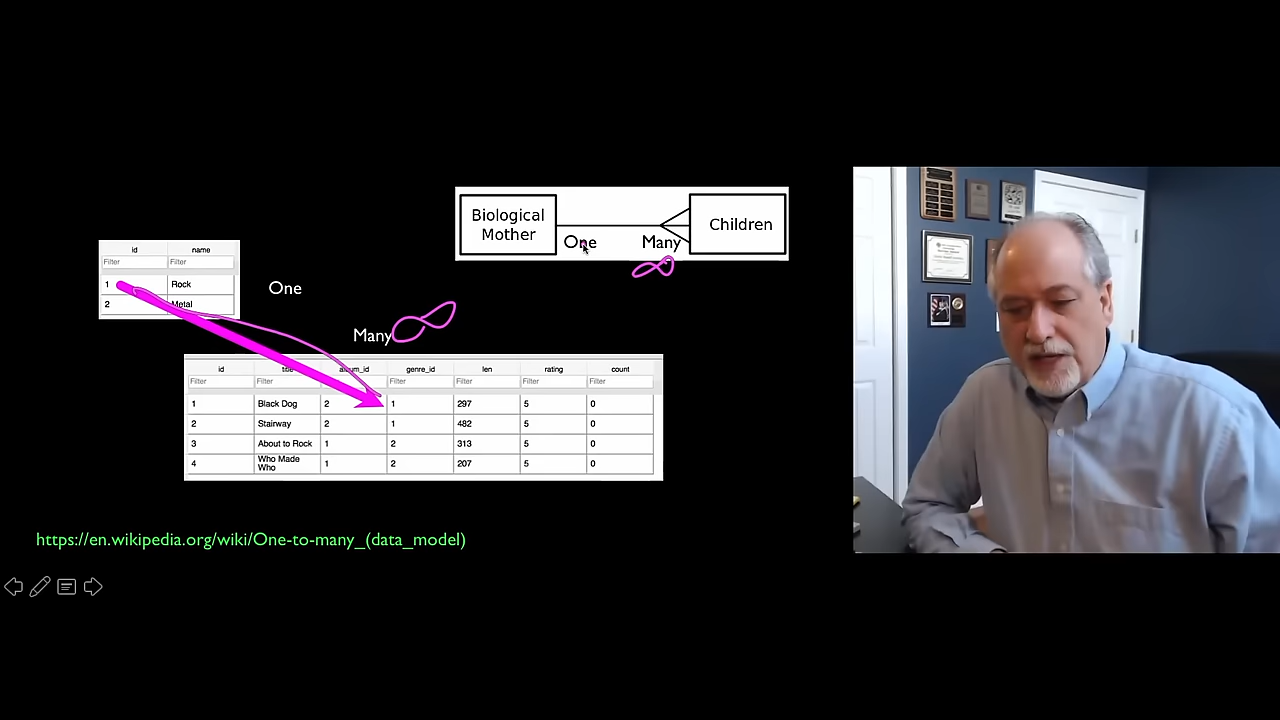 Biological
Mother
Children
One
Many
id name
Filter Filter
1 Rock
2 Metal
One
Many
id title album_id genre_id len rating count
Filter Filter Filter Filter Filter Filter
1 Black Dog 2 1 297 5 0
2 Stairway 2 1 482 5 0
3 About to Rock 1 2 313 5 0
4 Who Made Who 1 2 207 5 0
https://en.wikipedia.org/wiki/One-to-many_(data_model)